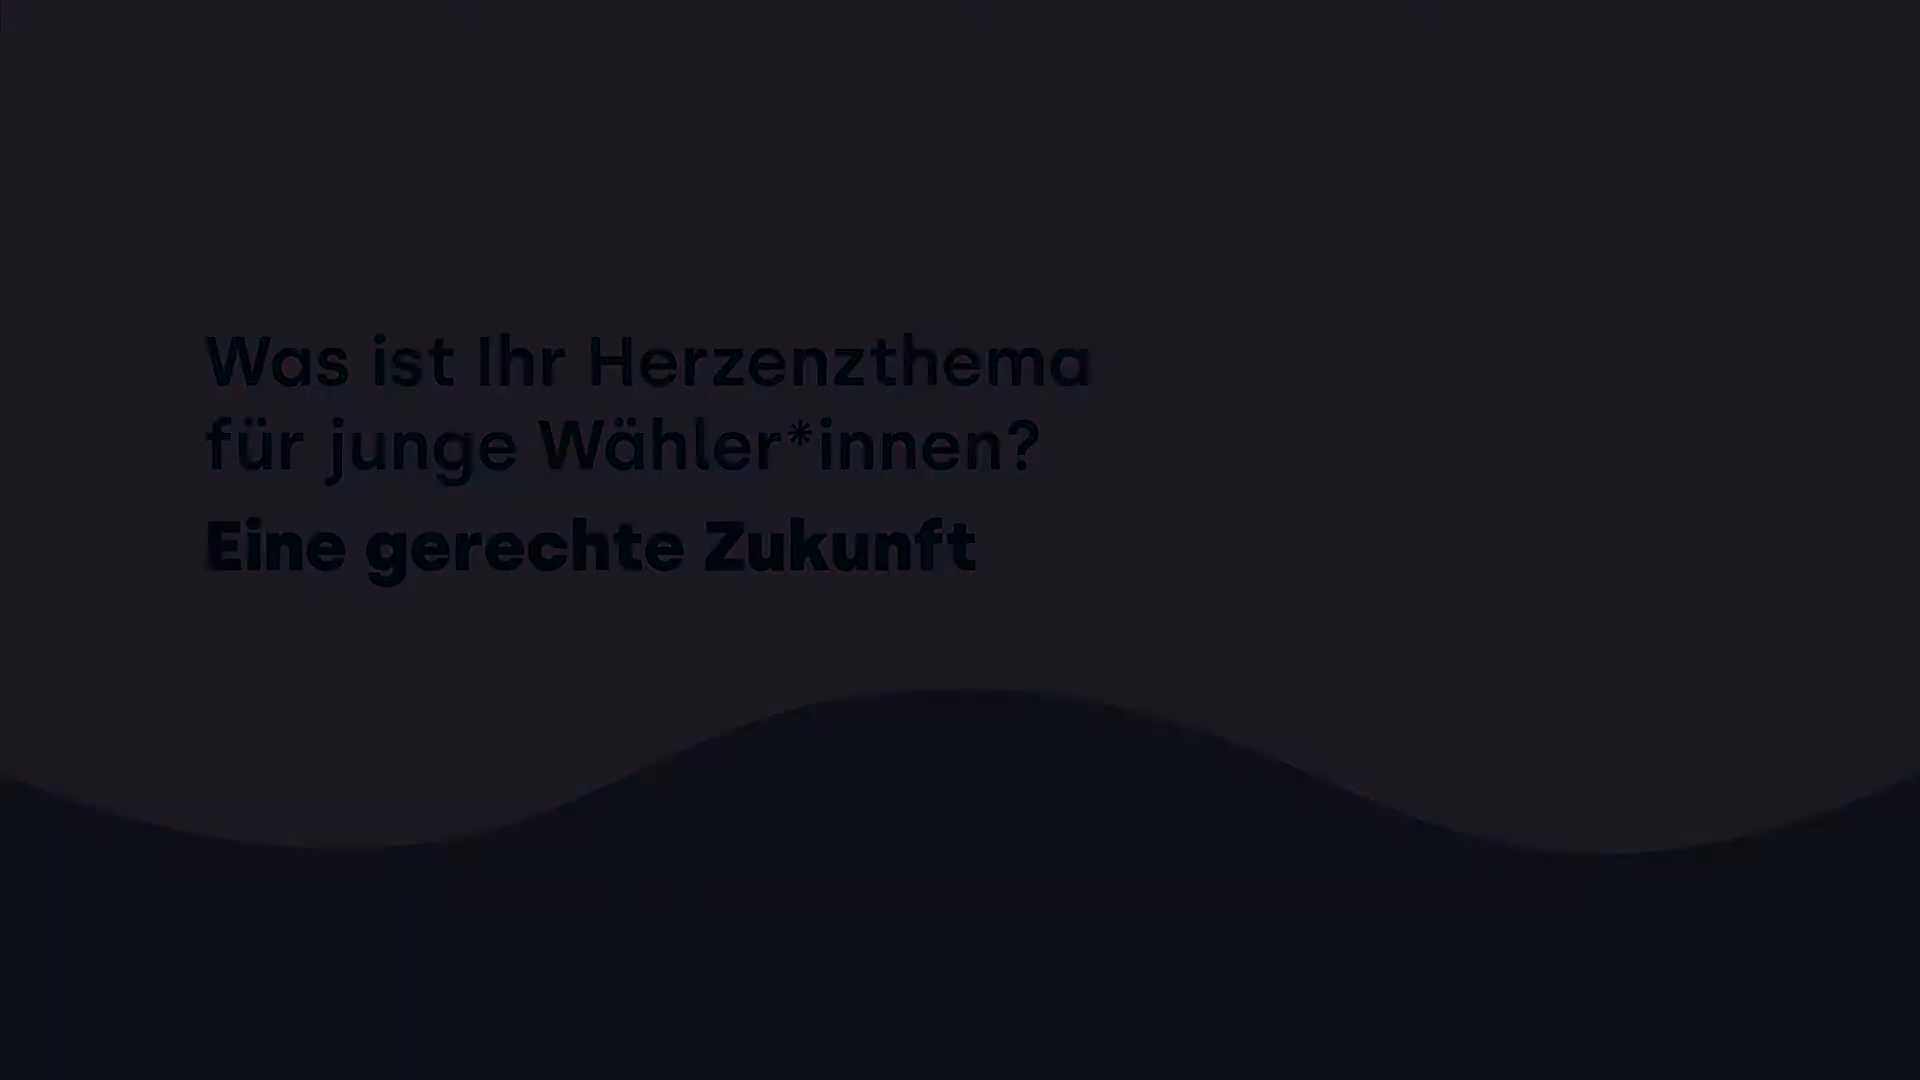 Was ist Ihr Herzenzthema
für junge Wähler*innen?
Eine gerechte Zukunft